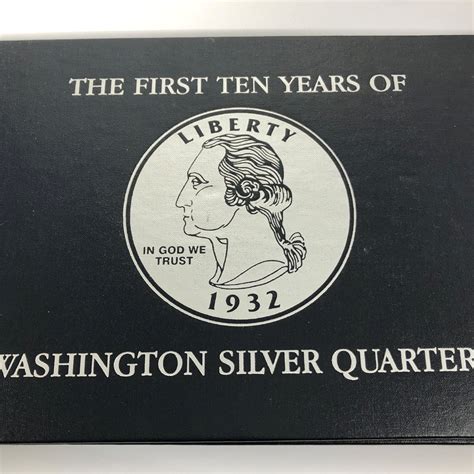 THE FIRST TEN YEARS OF
LIBERTY
IN GOD WE
TRUST
1932
WASHINGTON SILVER QUARTER